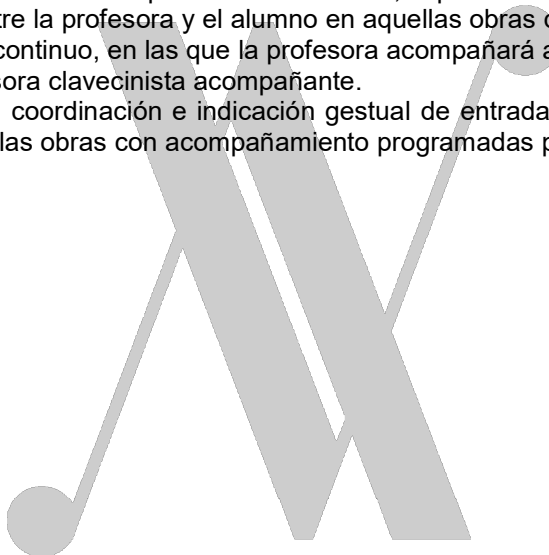 tre la profesora y el alumno en aquellas obras
continuo, en las que la profesora acompañará
sora clavecinista acompañante.
coordinación e indicación gestual de entrada
las obras con acompañamiento programadas